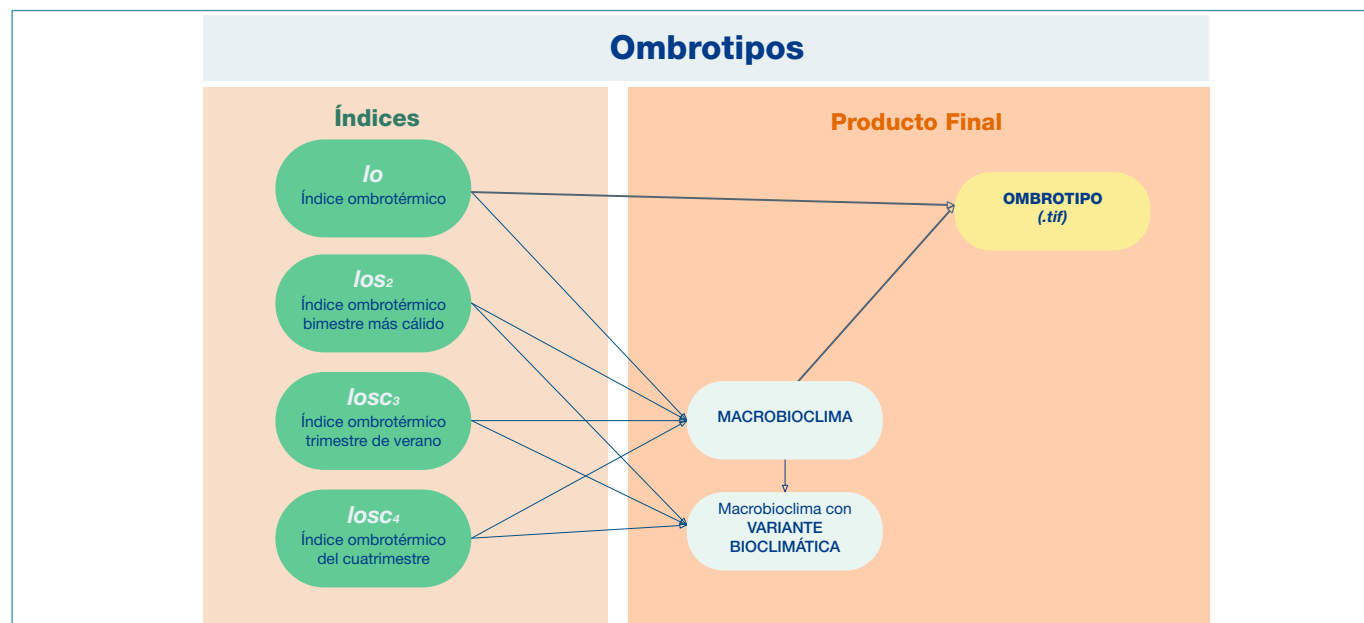 Ombrotipos
Índices
Io
Índice ombrotérmico
Ios₂
Índice ombrotérmico
bimestre más cálido
Iosc₃
Índice ombrotérmico
trimestre de verano
Iosc₄
Índice ombrotérmico
del cuatrimestre
Producto Final
OMBROTIPO
(.tif)
MACROBIOCLIMA
Macrobioclima con
VARIANTE
BIOCLIMÁTICA